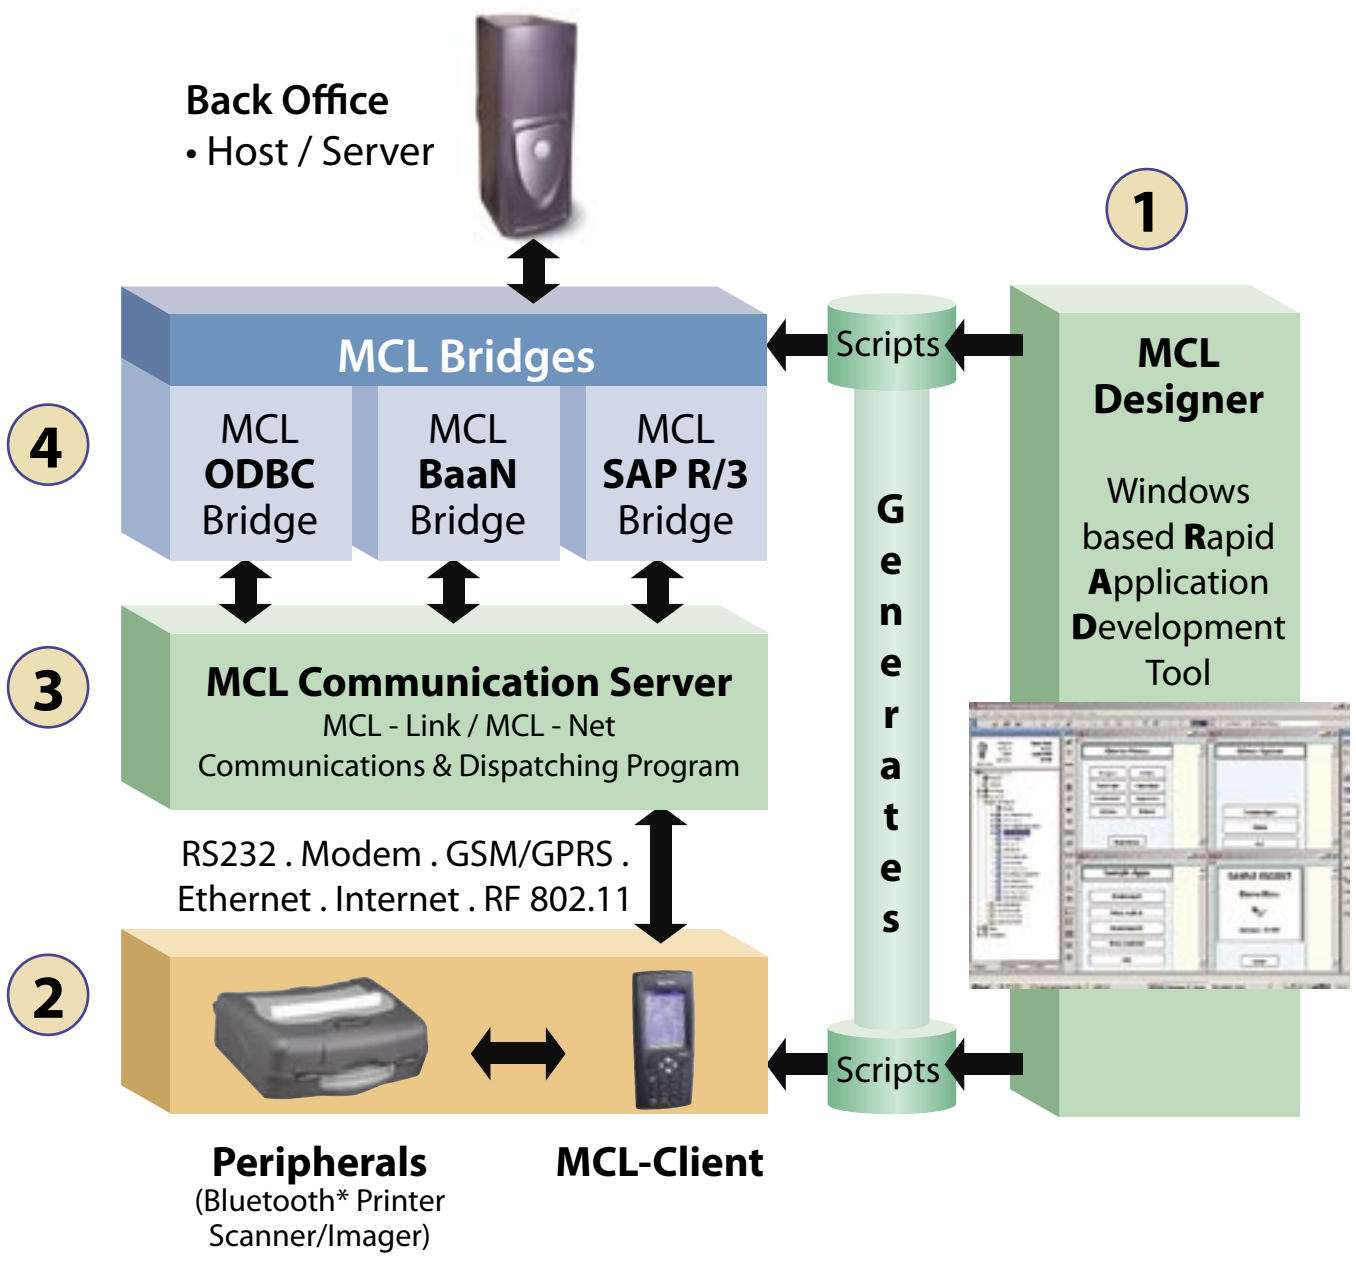 Back Office
• Host / Server
1
MCL Bridges
Scripts
MCL
Designer
4
MCL
ODBC
Bridge
MCL
BaaN
Bridge
MCL
SAP R/3
Bridge
Generates
Windows
based Rapid
Application
Development
Tool
3
MCL Communication Server
MCL - Link / MCL - Net
Communications & Dispatching Program
RS232 . Modem . GSM/GPRS .
Ethernet . Internet . RF 802.11
2
Scripts
Peripherals
(Bluetooth* Printer
Scanner/Imager)
MCL-Client